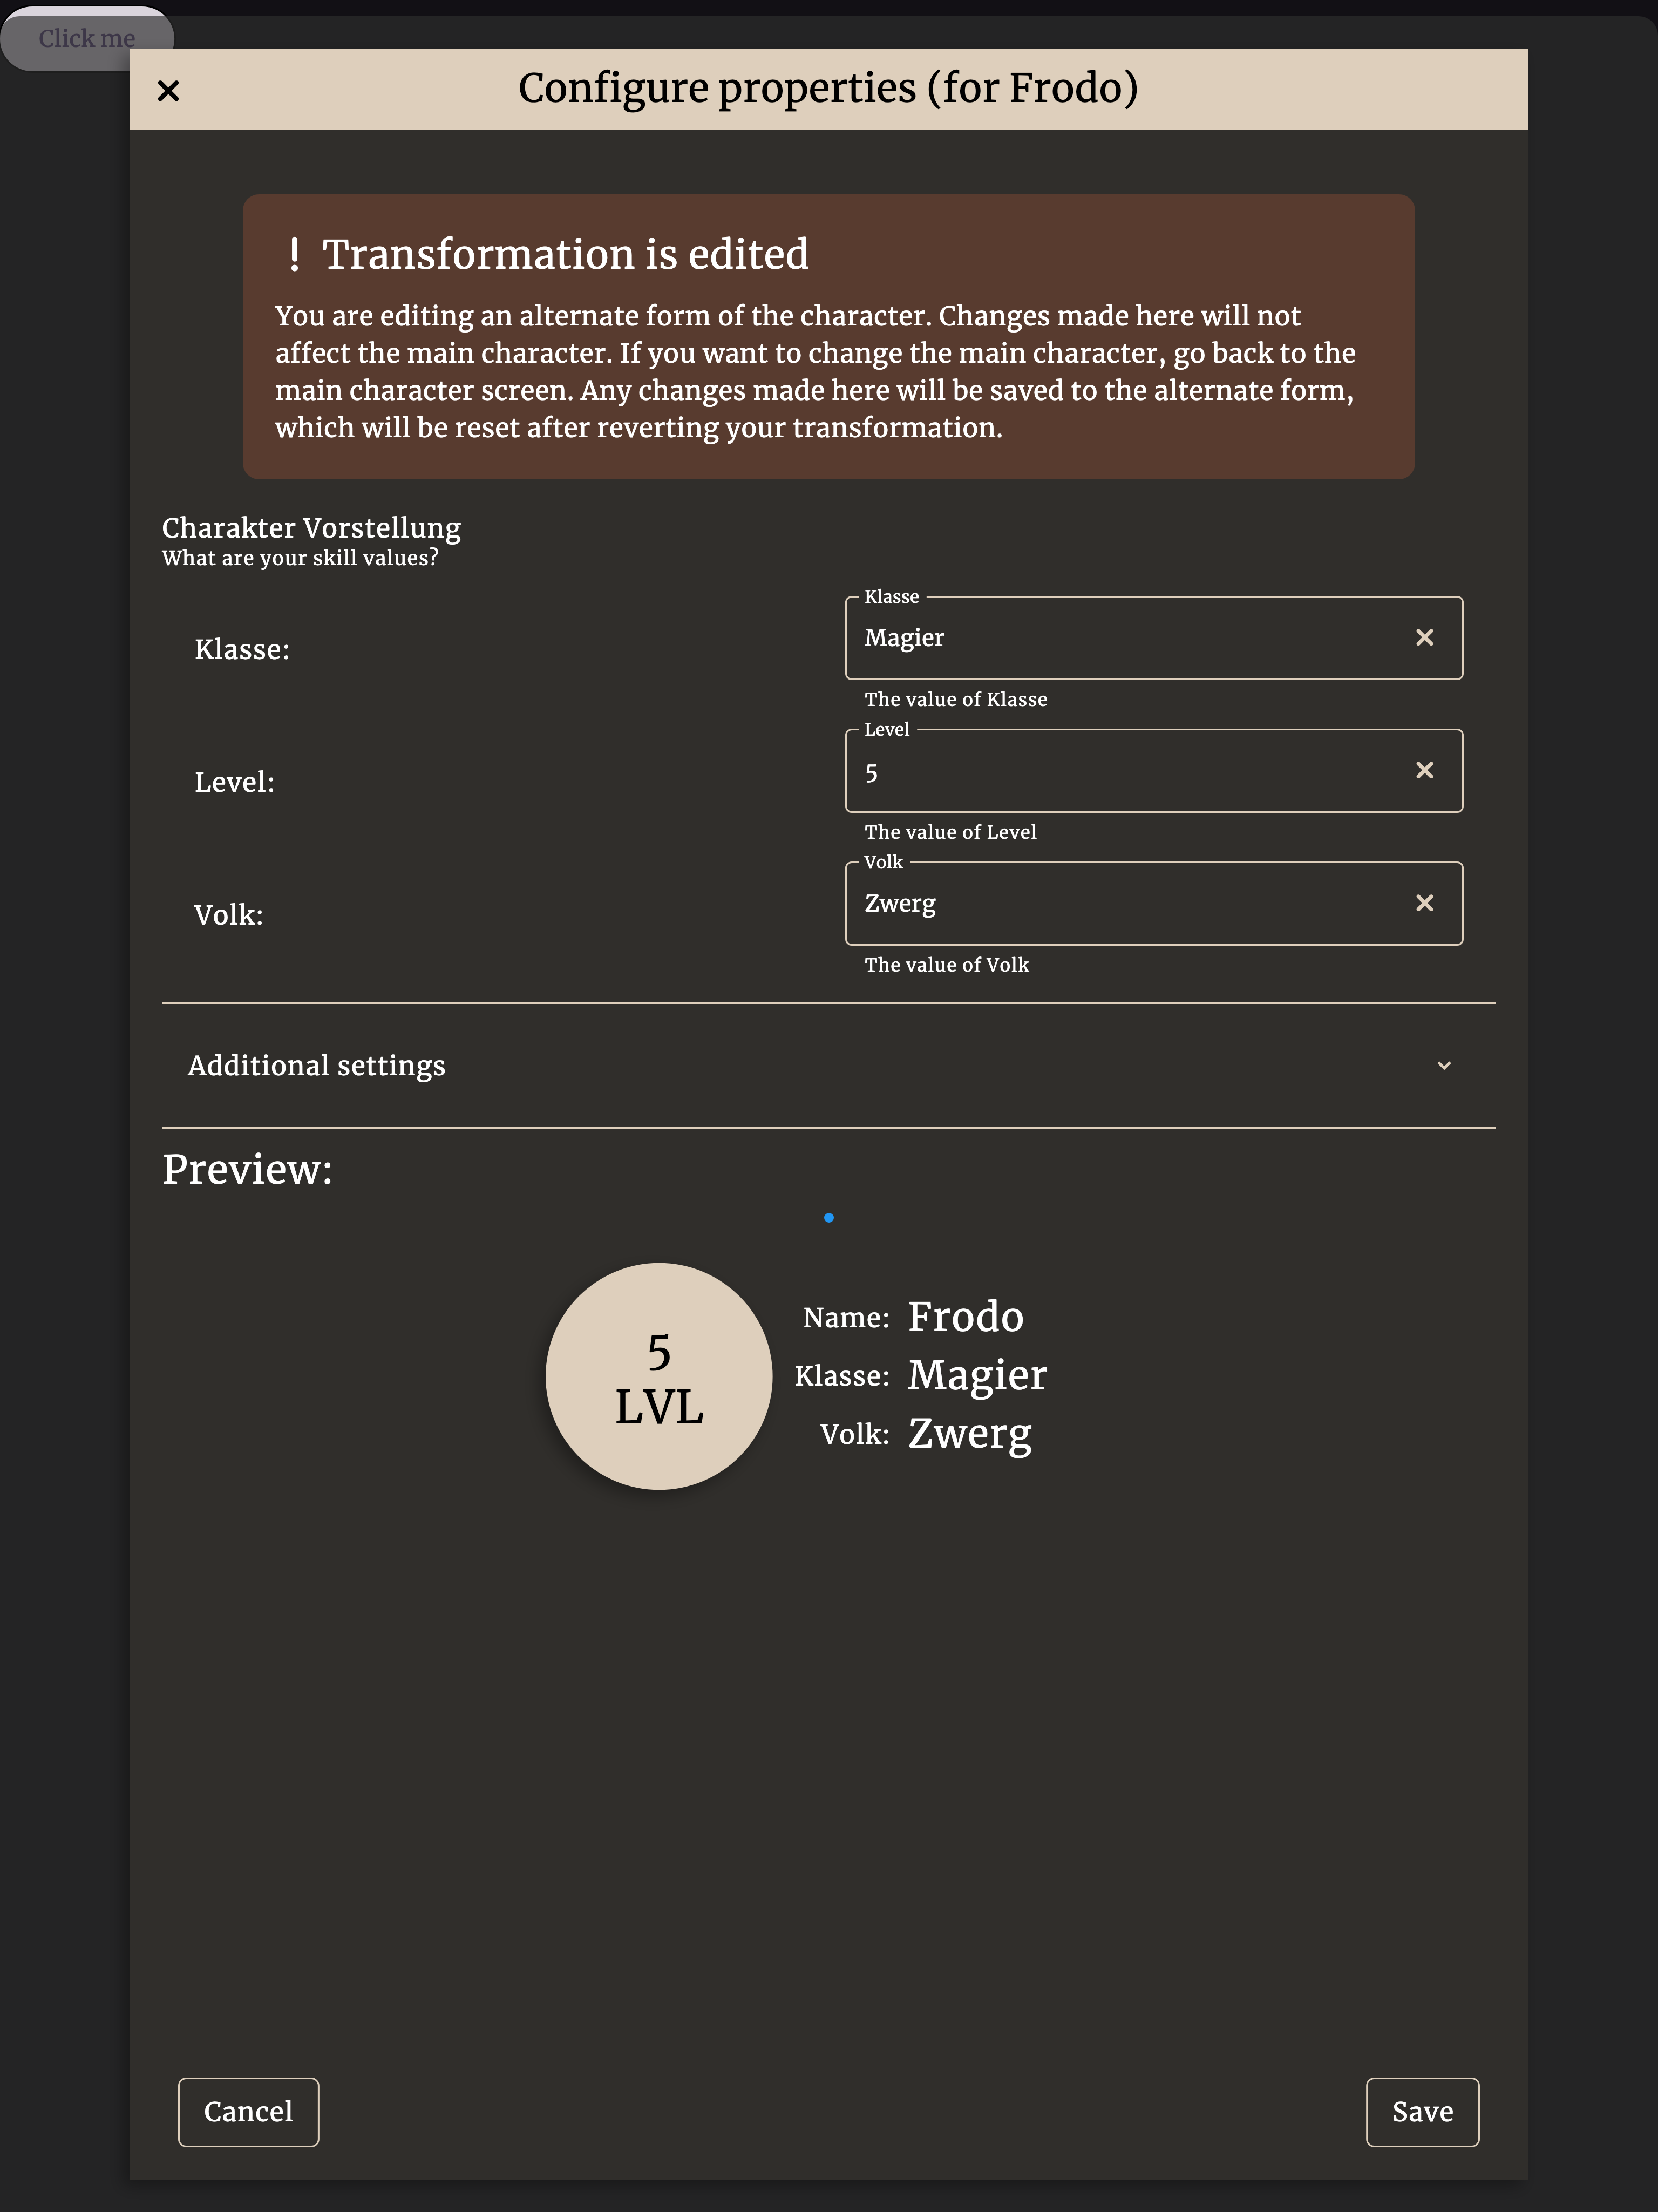 Click me
Configure properties (for Frodo)
! Transformation is edited
You are editing an alternate form of the character. Changes made here will not
affect the main character. If you want to change the main character, go back to the
main character screen. Any changes made here will be saved to the alternate form,
which will be reset after reverting your transformation.
Charakter Vorstellung
What are your skill values?
Klasse:
Klasse
Magier
The value of Klasse
Level:
Level
5
The value of Level
Volk:
Volk
Zwerg
The value of Volk
Additional settings
Preview:
5
LVL
Name: Frodo
Klasse: Magier
Volk: Zwerg
Cancel
Save